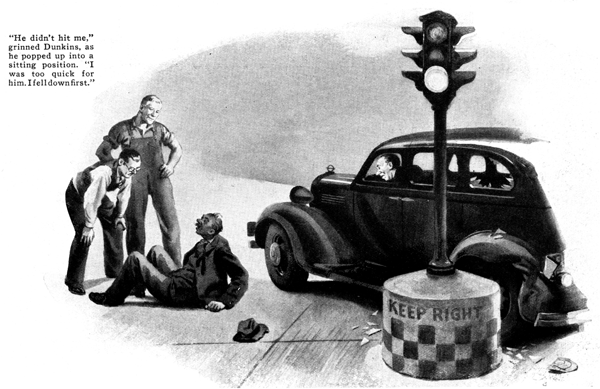 "He didn't hit me,"
grinned Dunkins, as
he popped up into a
sitting position. "I
was too quick for
him. I fell down first."
KEEP RIGHT